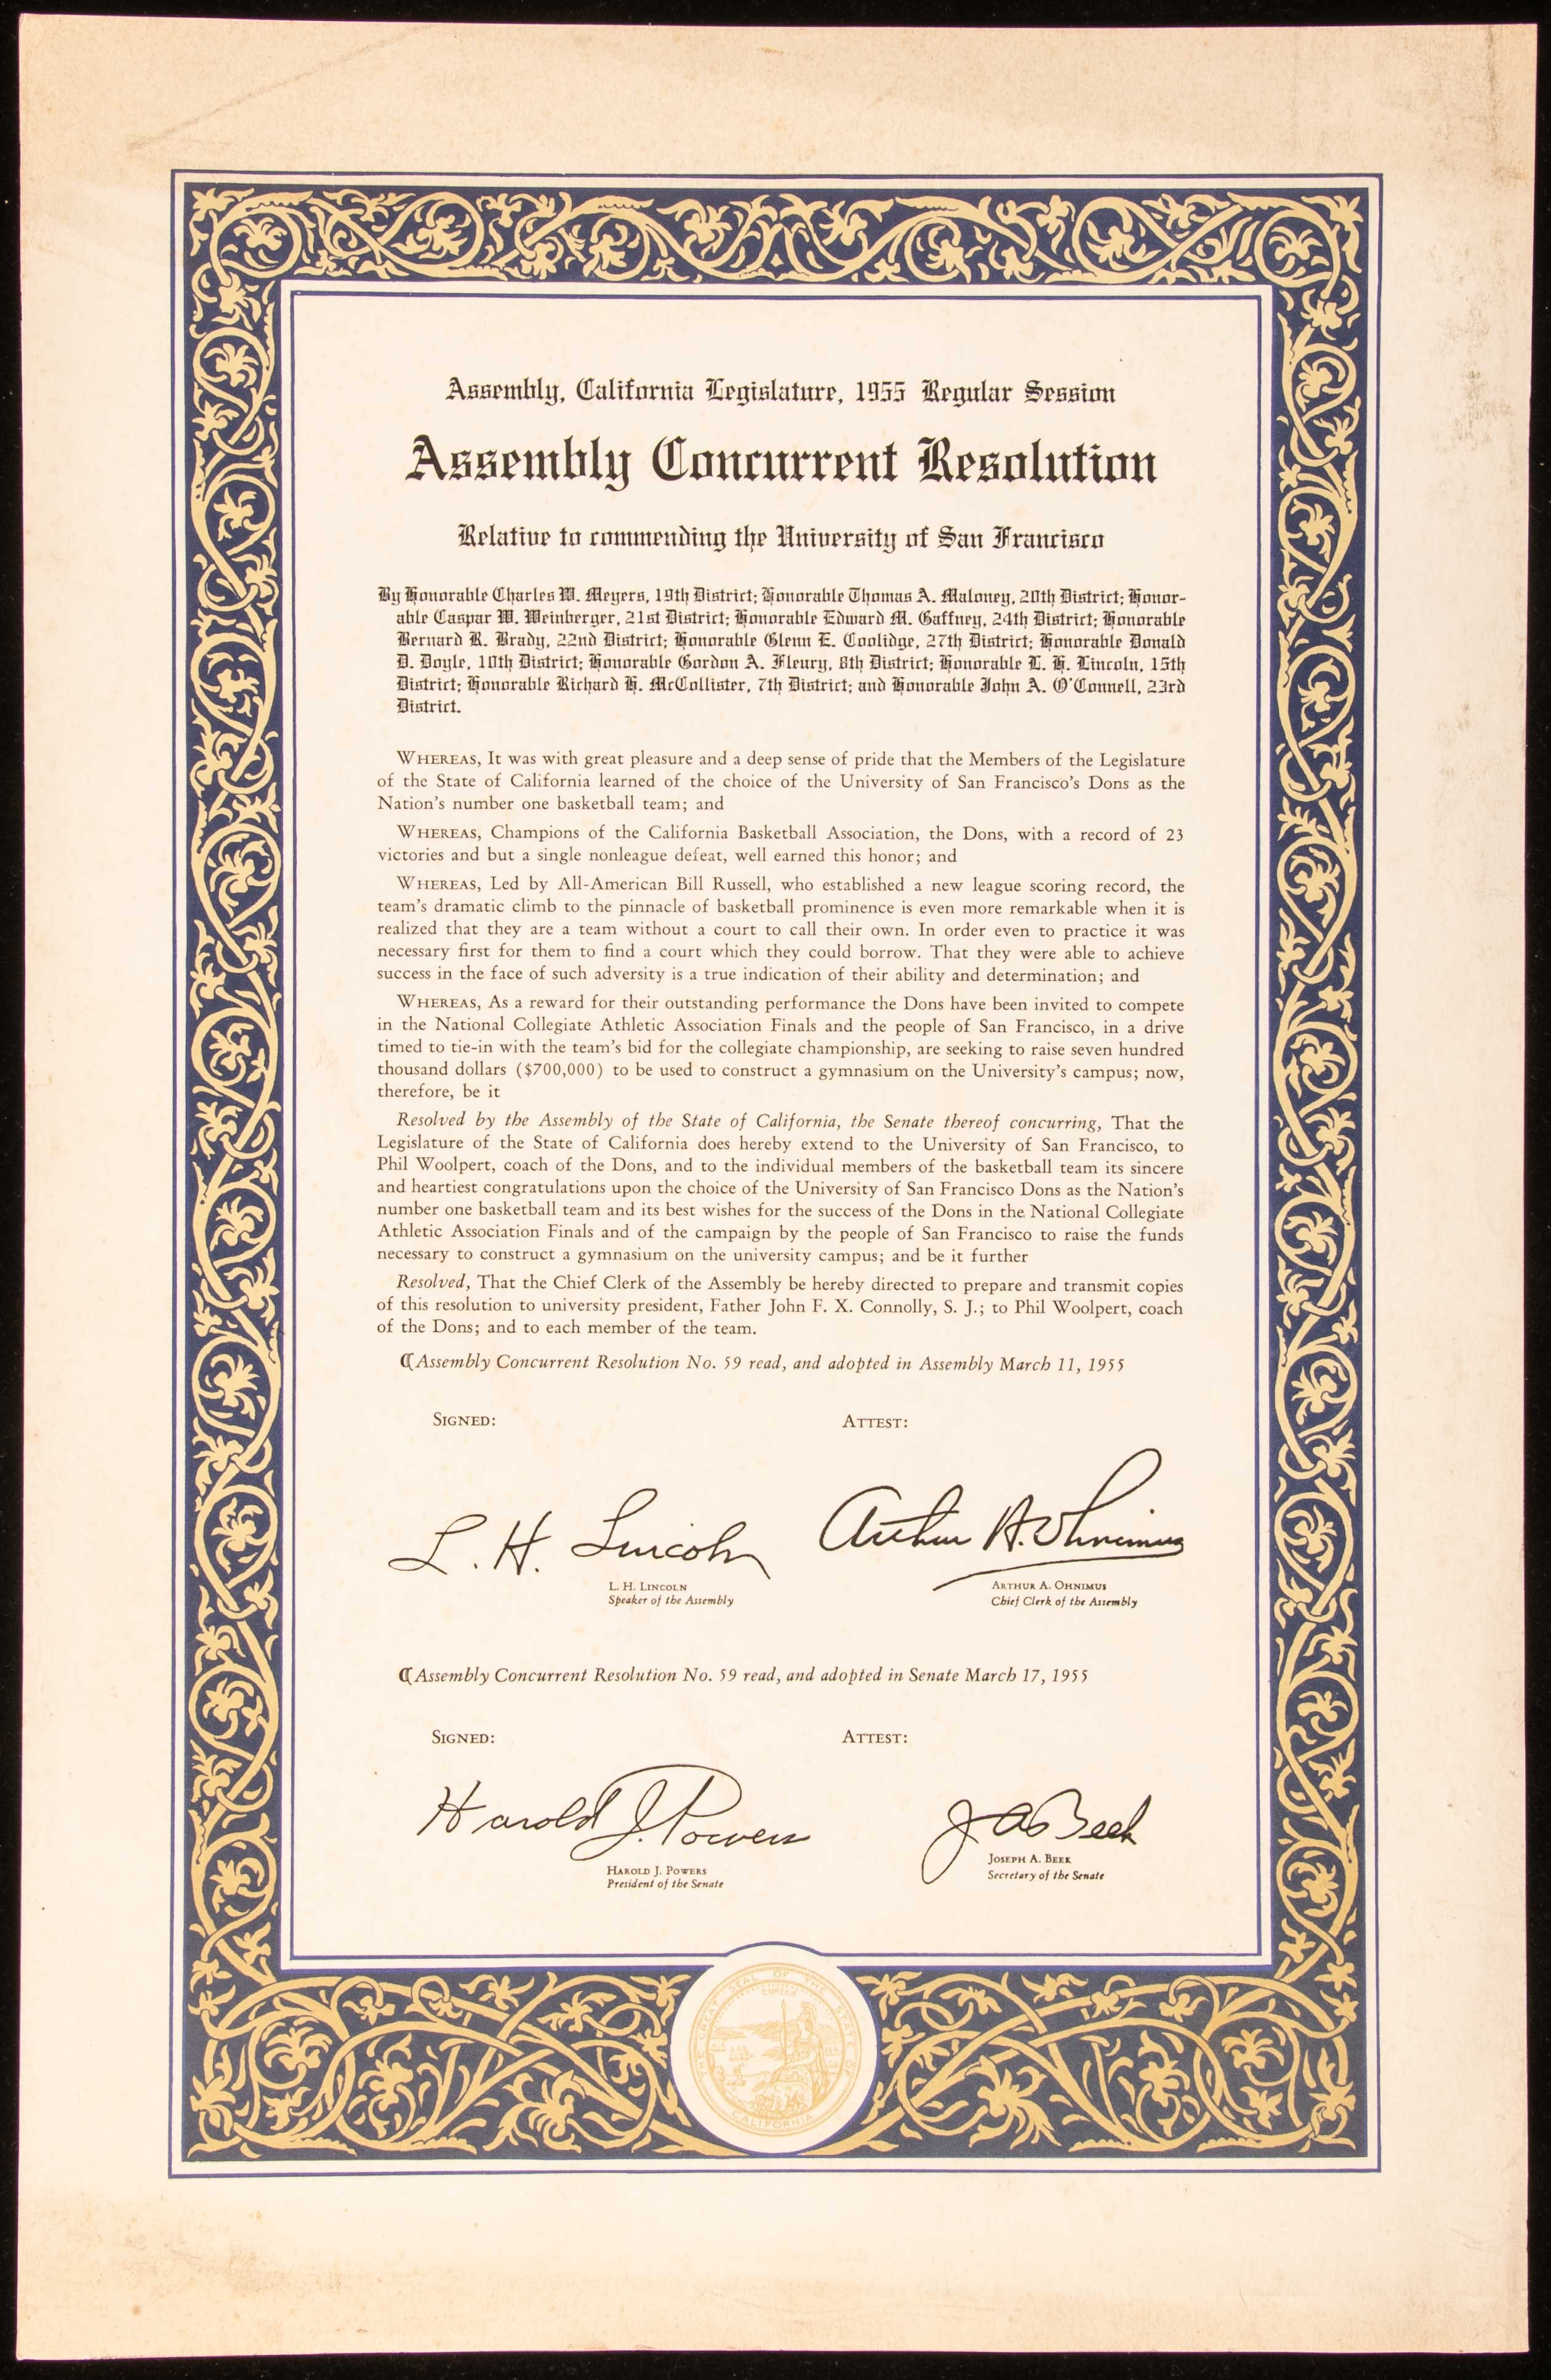 Assembly, California Legislature, 1955 Regular Session
Assembly Concurrent Resolution
Relative to commending the University of San Francisco
By Honorable Charles W. Meyers, 19th District; Honorable Thomas A. Maloney, 20th District; Honor-
able Caspar W. Weinberger, 21st District; Honorable Edward M. Gaffney, 24th District; Honorable
Bernard R. Brady, 22nd District; Honorable Glenn E. Coolidge, 27th District; Honorable Donald
D. Doyle, 10th District; Honorable Gordon A. Fleury, 8th District; Honorable L. H. Lincoln, 15th
District; Honorable Richard H. McCollister, 7th District; and Honorable John A. O'Connell, 23rd
District.
WHEREAS, It was with great pleasure and a deep sense of pride that the Members of the Legislature
of the State of California learned of the choice of the University of San Francisco's Dons as the
Nation's number one basketball team; and
WHEREAS, Champions of the California Basketball Association, the Dons, with a record of 23
victories and but a single nonleague defeat, well earned this honor; and
WHEREAS, Led by All-American Bill Russell, who established a new league scoring record, the
team's dramatic climb to the pinnacle of basketball prominence is even more remarkable when it is
realized that they are a team without a court to call their own. In order even to practice it was
necessary first for them to find a court which they could borrow. That they were able to achieve
success in the face of such adversity is a true indication of their ability and determination; and
WHEREAS, As a reward for their outstanding performance the Dons have been invited to compete
in the National Collegiate Athletic Association Finals and the people of San Francisco, in a drive
timed to tie-in with the team's bid for the collegiate championship, are seeking to raise seven hundred
thousand dollars ($700,000) to be used to construct a gymnasium on the University's campus; now,
therefore, be it
Resolved by the Assembly of the State of California, the Senate thereof concurring, That the
Legislature of the State of California does hereby extend to the University of San Francisco, to
Phil Woolpert, coach of the Dons, and to the individual members of the basketball team its sincere
and heartiest congratulations upon the choice of the University of San Francisco Dons as the Nation's
number one basketball team and its best wishes for the success of the Dons in the National Collegiate
Athletic Association Finals and of the campaign by the people of San Francisco to raise the funds
necessary to construct a gymnasium on the university campus; and be it further
Resolved, That the Chief Clerk of the Assembly be hereby directed to prepare and transmit copies
of this resolution to university president, Father John F. X. Connolly, S. J.; to Phil Woolpert, coach
of the Dons; and to each member of the team.
Assembly Concurrent Resolution No. 59 read, and adopted in Assembly March 11, 1955
SIGNED: ATTEST:
L. H. Lincoln Arthur A. Ohnimus
L. H. LINCOLN ARTHUR A. OHNIMUS
Speaker of the Assembly Chief Clerk of the Assembly
Assembly Concurrent Resolution No. 59 read, and adopted in Senate March 17, 1955
SIGNED: ATTEST:
Harold J. Powers J A Beek
HAROLD J. POWERS JOSEPH A. BEEK
President of the Senate Secretary of the Senate
THE GREAT SEAL OF THE STATE OF CALIFORNIA
EUREKA